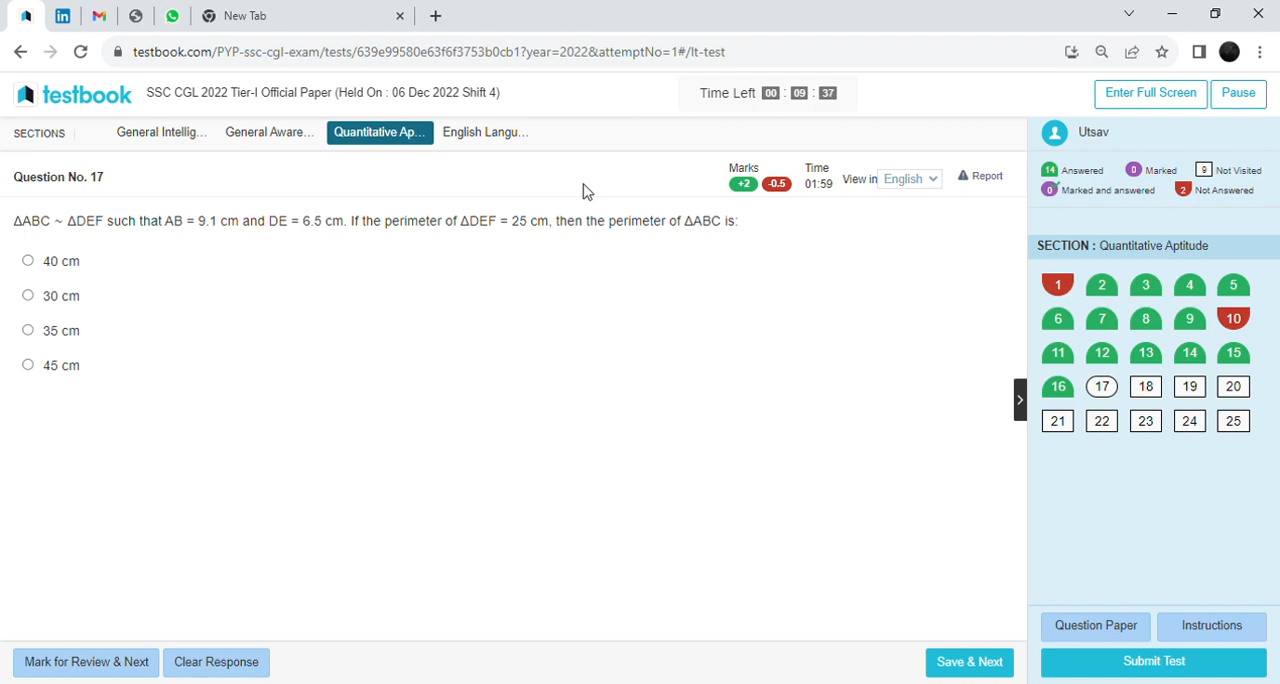 New Tab
testbook.com/PYP-ssc-cgl-exam/tests/639e99580e63f6f3753b0cb1?year=2022&attemptNo=1#/lt-test
testbook SSC CGL 2022 Tier-I Official Paper (Held On : 06 Dec 2022 Shift 4) Time Left 00 : 09 : 37 Enter Full Screen Pause
SECTIONS General Intellig... General Aware... Quantitative Ap... English Langu...
Utsav
Question No. 17 Marks +2 -0.5 Time 01:59 View in English Report
14 Answered 0 Marked 9 Not Visited
0 Marked and answered 2 Not Answered
ΔABC ~ ΔDEF such that AB = 9.1 cm and DE = 6.5 cm. If the perimeter of ΔDEF = 25 cm, then the perimeter of ΔABC is:
40 cm
30 cm
35 cm
45 cm
SECTION : Quantitative Aptitude
1 2 3 4 5
6 7 8 9 10
11 12 13 14 15
16 17 18 19 20
21 22 23 24 25
Question Paper Instructions
Mark for Review & Next Clear Response Save & Next Submit Test